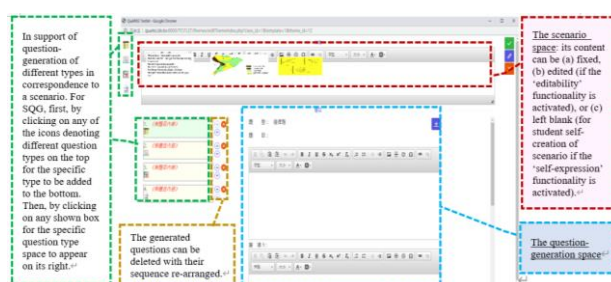 In support of
question-
generation of
different types in
correspondence to
a scenario. For
SQG, first, by
clicking on any of
the icons denoting
different question
types on the top
for the specific
type to be added
to the bottom.
Then, by clicking
on any shown box
for the specific
question type
space to appear
on its right.↵
The generated
questions can be
deleted with their
sequence re-arranged.↵
The scenario
space: its content
can be (a) fixed,
(b) edited (if the
'editability'
functionality is
activated), or (c)
left blank (for
student self-
creation of
scenario if the
'self-expression'
functionality is
activated).↵
The question-
generation space↵